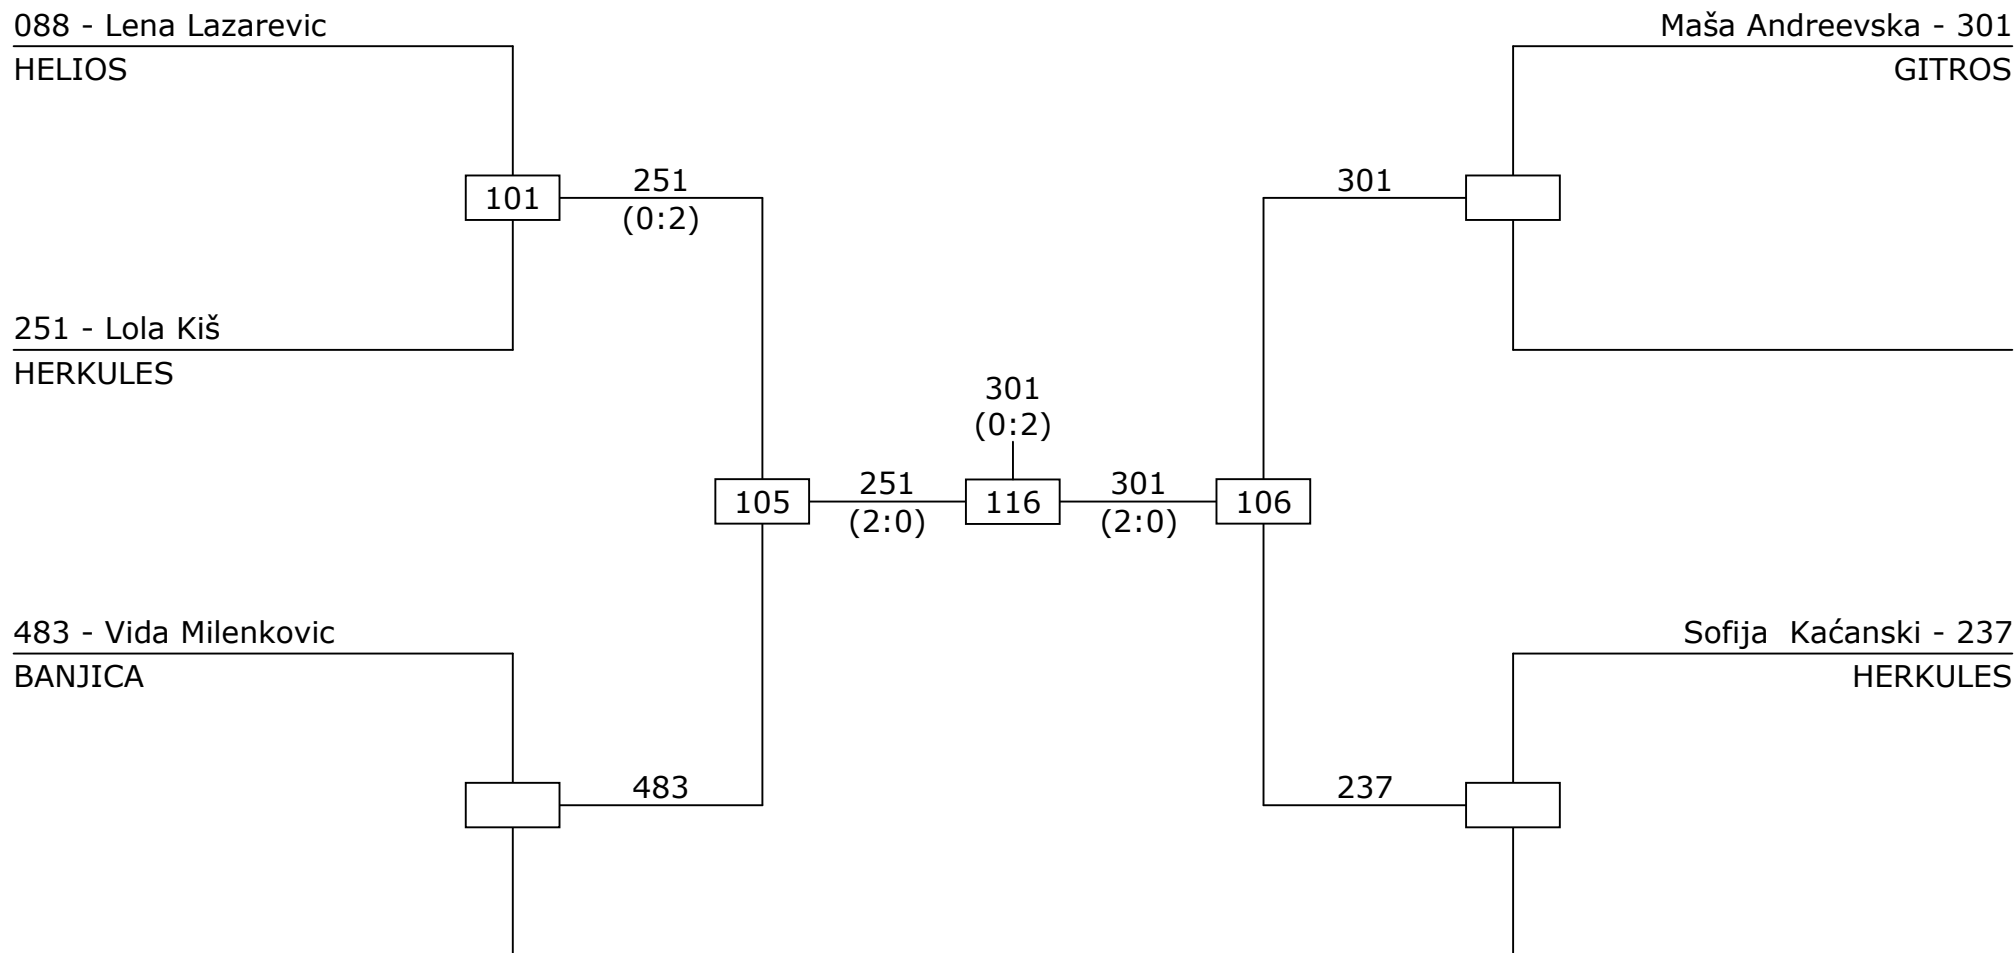 088 - Lena Lazarevic
HELIOS
Maša Andreevska - 301
GITROS
101
251
(0:2)
301
251 - Lola Kiš
HERKULES
301
(0:2)
105
251
(2:0)
116
301
(2:0)
106
483 - Vida Milenkovic
BANJICA
Sofija  Kaćanski - 237
HERKULES
483
237